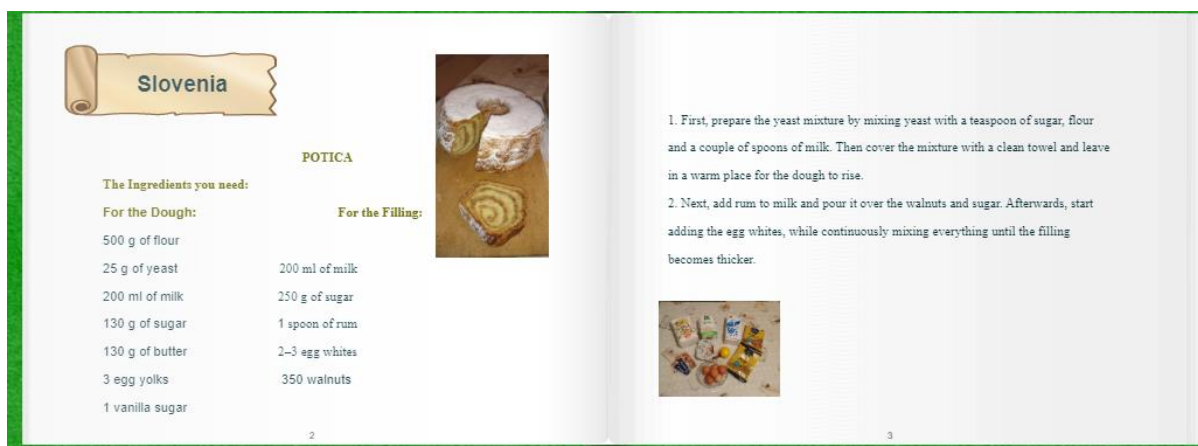 Slovenia
POTICA
The Ingredients you need:
For the Dough:
500 g of flour
25 g of yeast
200 ml of milk
130 g of sugar
130 g of butter
3 egg yolks
1 vanilla sugar
For the Filling:
200 ml of milk
250 g of sugar
1 spoon of rum
2–3 egg whites
350 walnuts
2
1. First, prepare the yeast mixture by mixing yeast with a teaspoon of sugar, flour
and a couple of spoons of milk. Then cover the mixture with a clean towel and leave
in a warm place for the dough to rise.
2. Next, add rum to milk and pour it over the walnuts and sugar. Afterwards, start
adding the egg whites, while continuously mixing everything until the filling
becomes thicker.
3